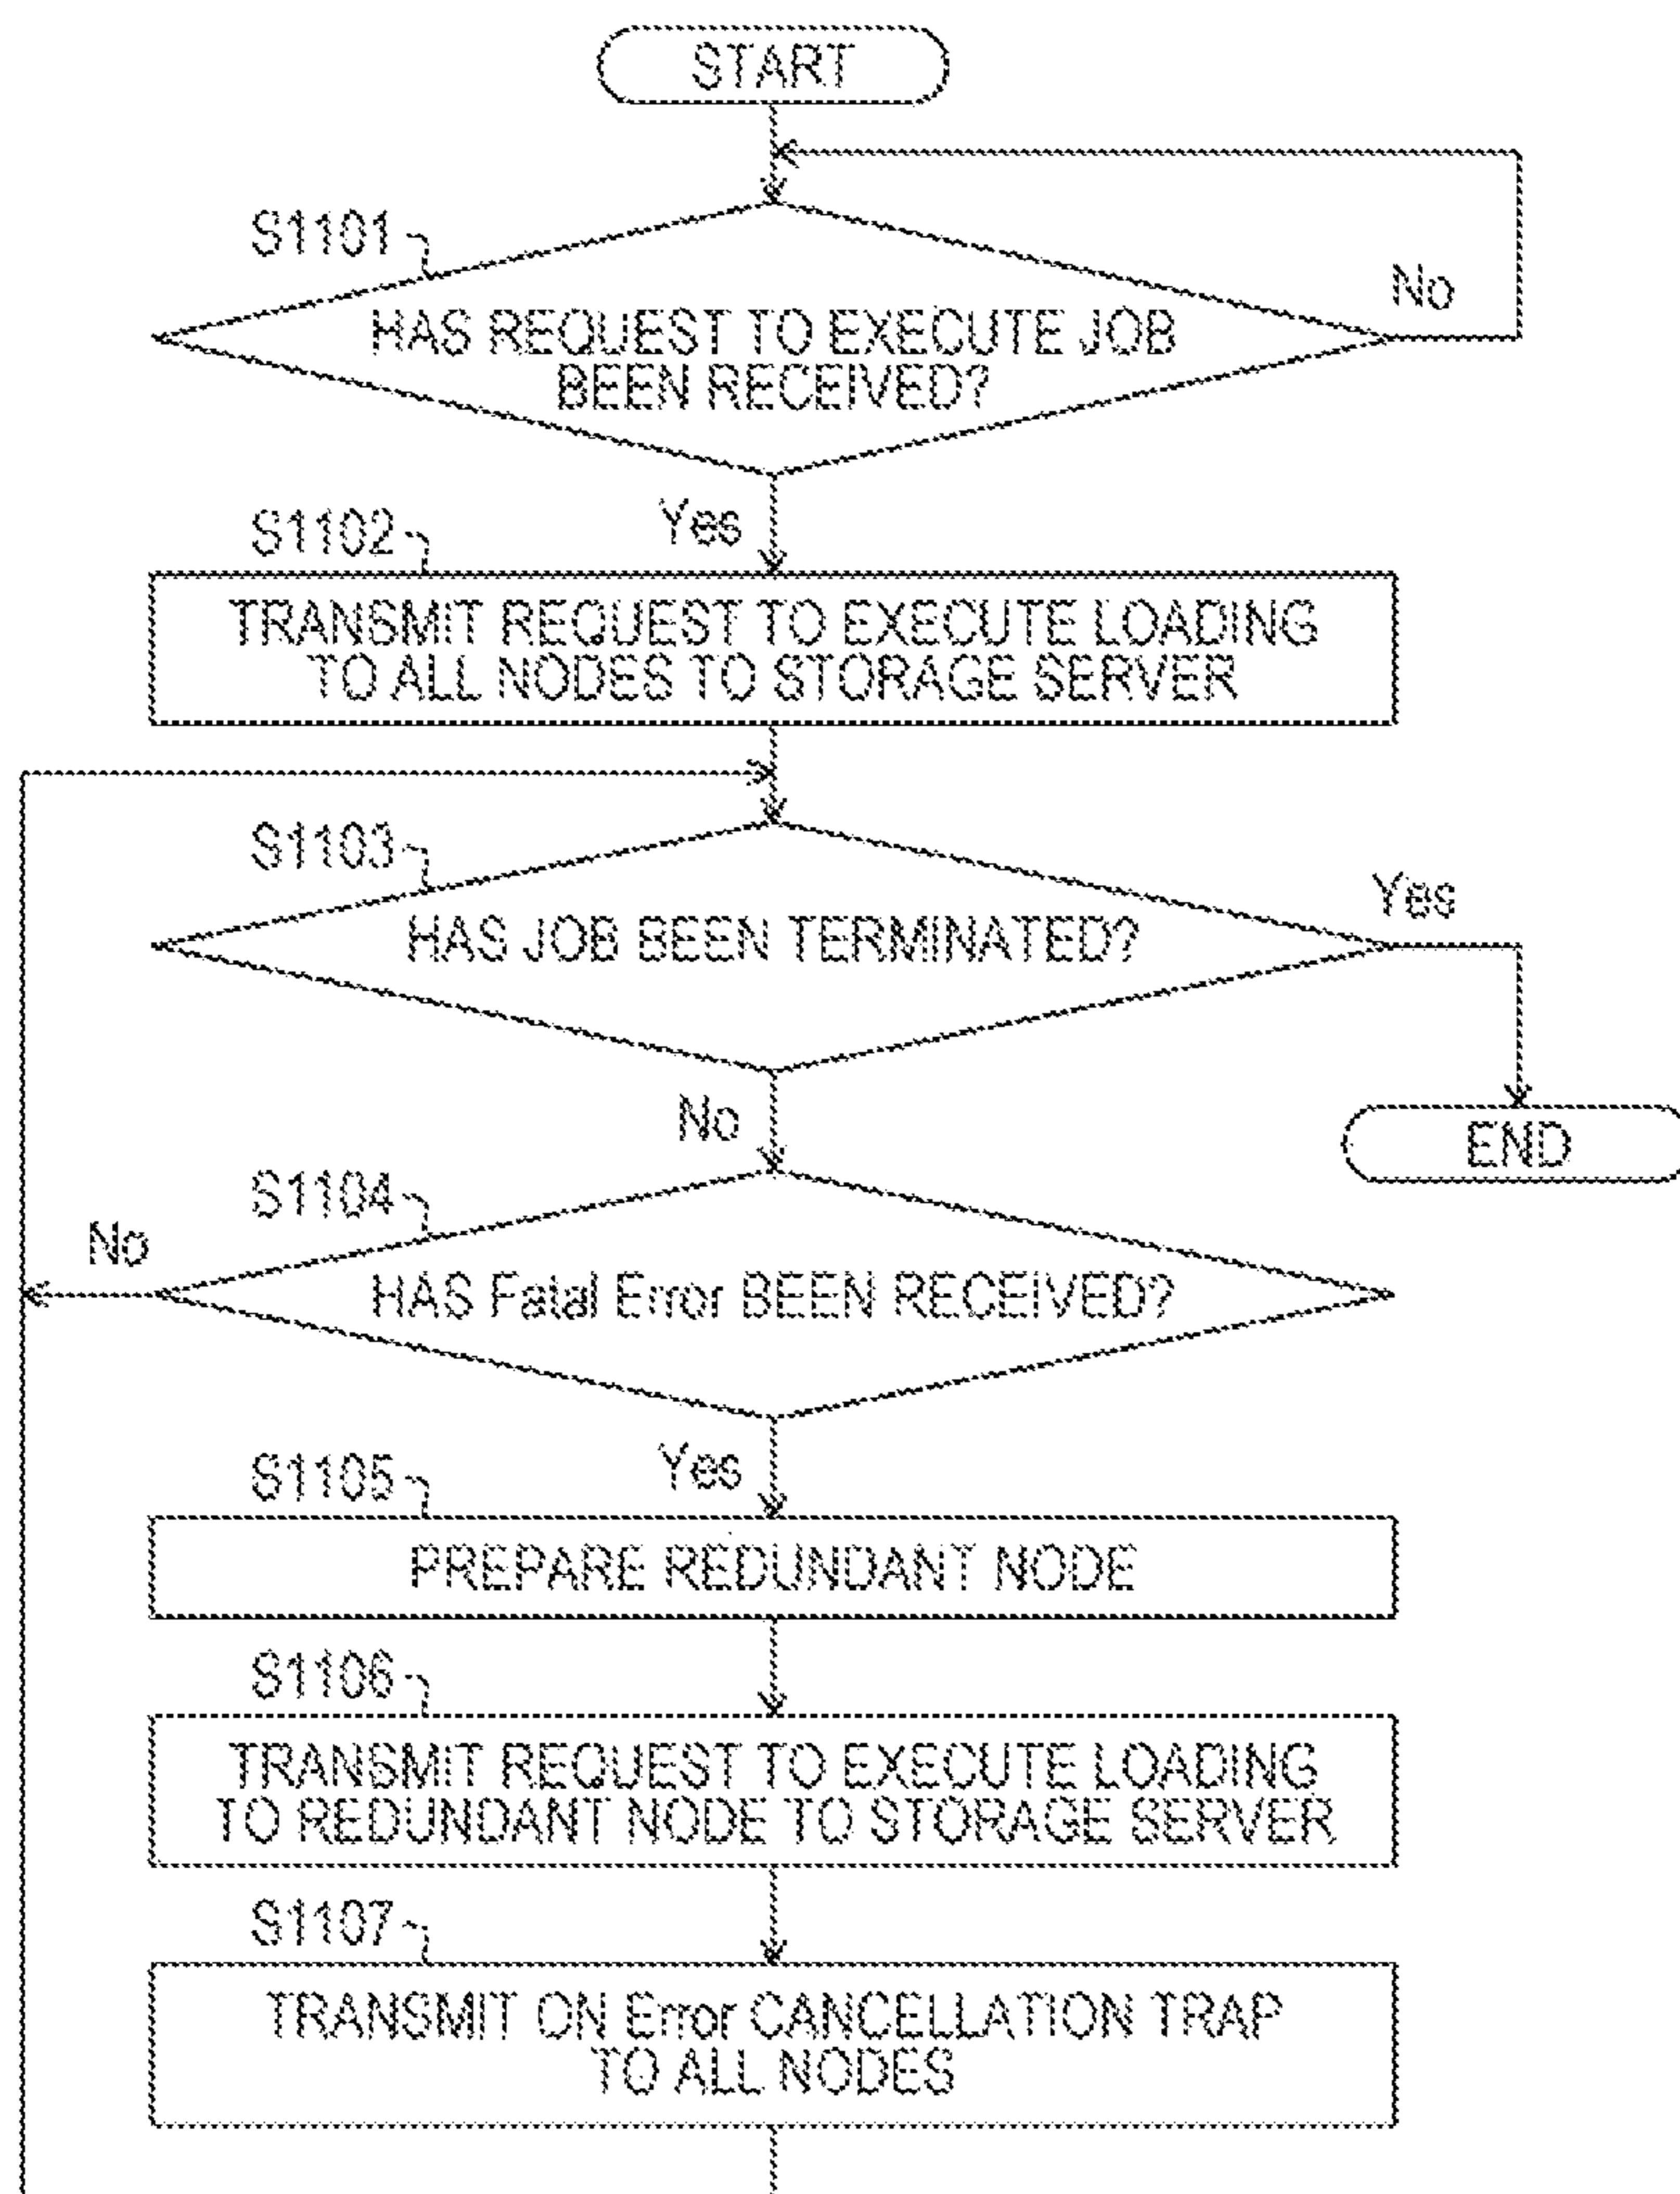 START
S1101
No
HAS REQUEST TO EXECUTE JOB
BEEN RECEIVED?
Yes
S1102
TRANSMIT REQUEST TO EXECUTE LOADING
TO ALL NODES TO STORAGE SERVER
S1103
Yes
HAS JOB BEEN TERMINATED?
No
END
S1104
No
HAS Fatal Error BEEN RECEIVED?
Yes
S1105
PREPARE REDUNDANT NODE
S1106
TRANSMIT REQUEST TO EXECUTE LOADING
TO REDUNDANT NODE TO STORAGE SERVER
S1107
TRANSMIT ON Error CANCELLATION TRAP
TO ALL NODES